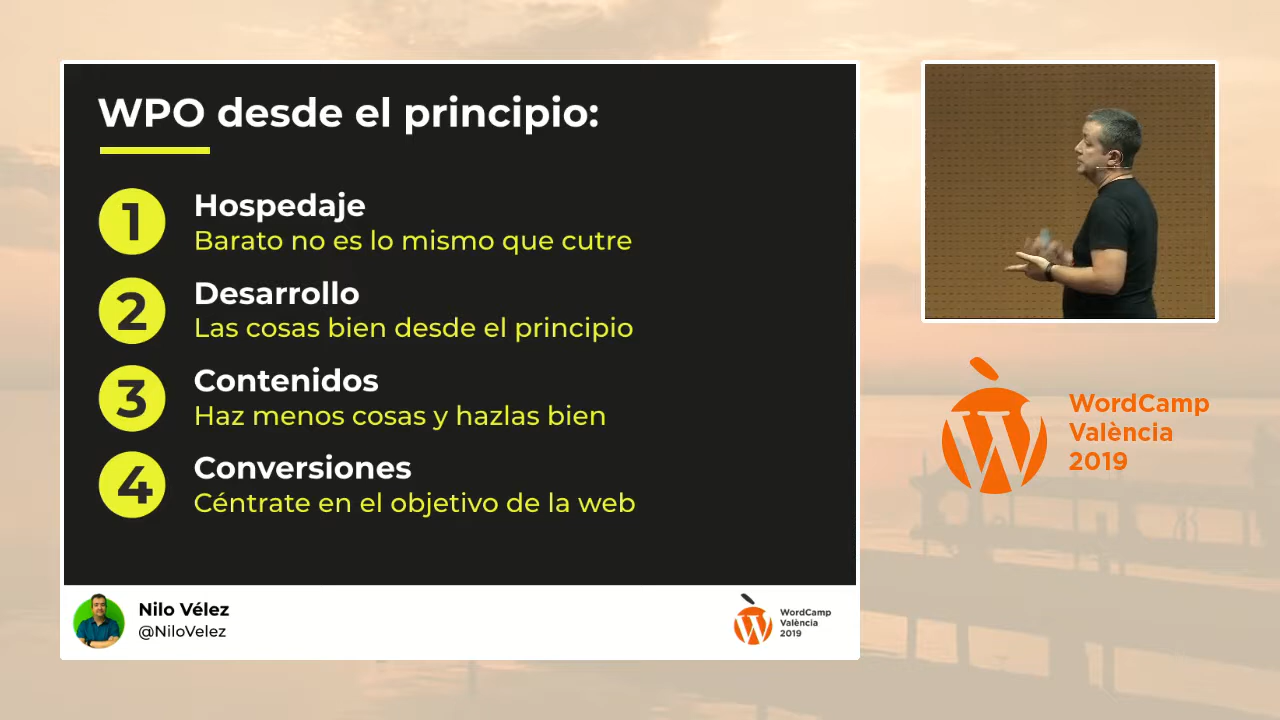 WPO desde el principio:
1
Hospedaje
Barato no es lo mismo que cutre
2
Desarrollo
Las cosas bien desde el principio
3
Contenidos
Haz menos cosas y hazlas bien
4
Conversiones
Céntrate en el objetivo de la web
Nilo Vélez
@NiloVelez
WordCamp
València
2019
WordCamp
València
2019